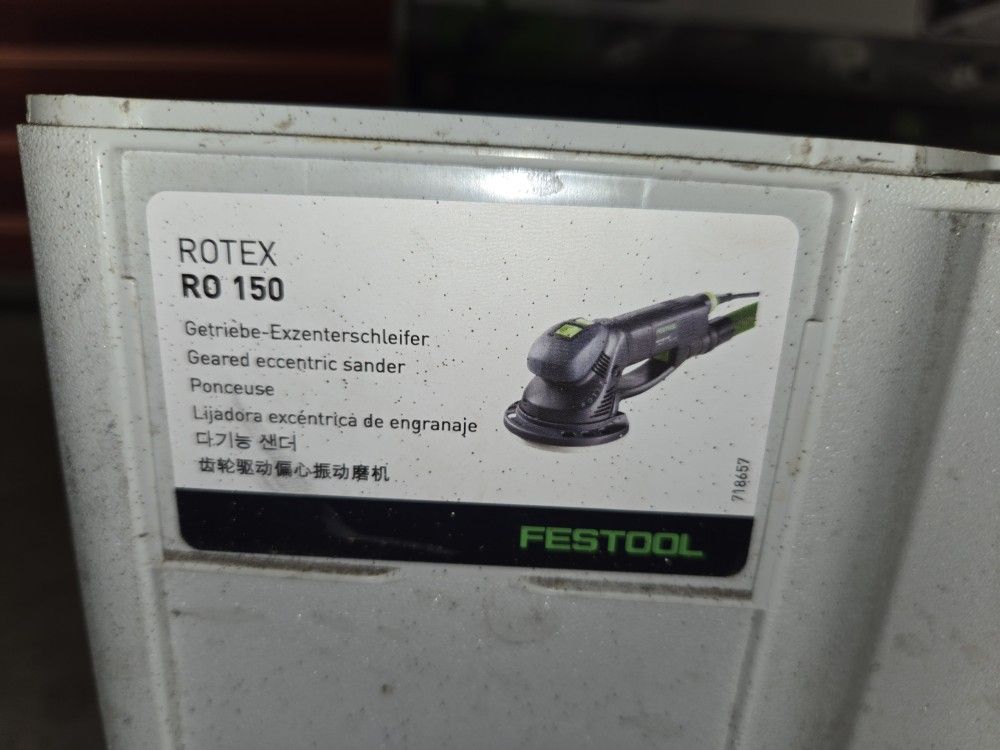 ROTEX
RO 150
Getriebe-Exzenterschleifer
Geared eccentric sander
Ponceuse
Lijadora excéntrica de engranaje
다기능 샌더
齿轮驱动偏心振动磨机
718657
FESTOOL
FESTOOL